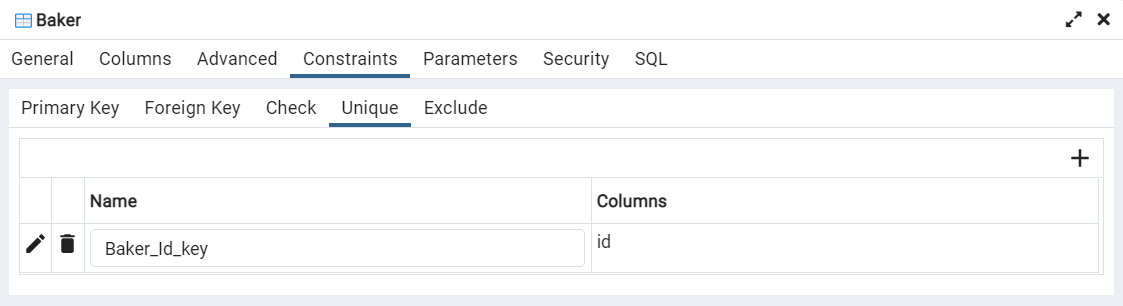 Baker
General Columns Advanced Constraints Parameters Security SQL
Primary Key Foreign Key Check Unique Exclude
Name Columns
Baker_Id_key id